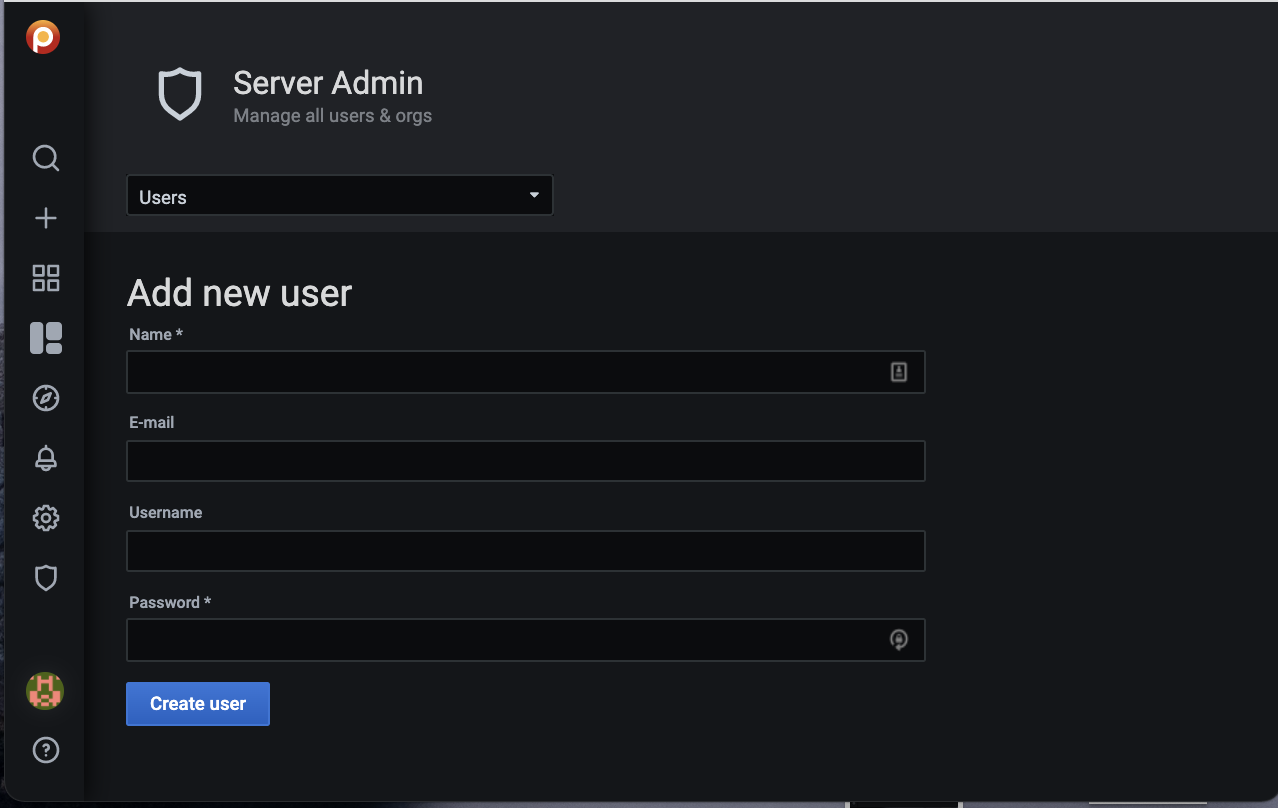 Server Admin
Manage all users & orgs
Users
Add new user
Name *
E-mail
Username
Password *
Create user